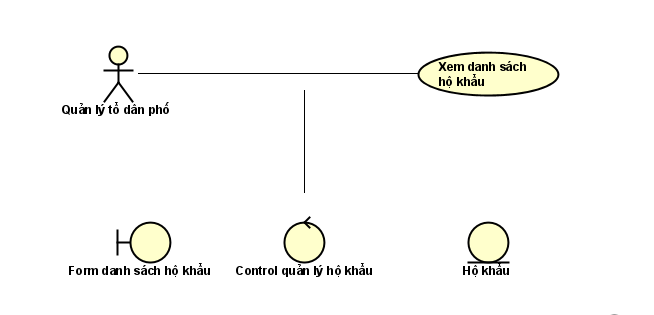 Xem danh sách
hộ khẩu
Quản lý tổ dân phố
Form danh sách hộ khẩu
Control quản lý hộ khẩu
Hộ khẩu